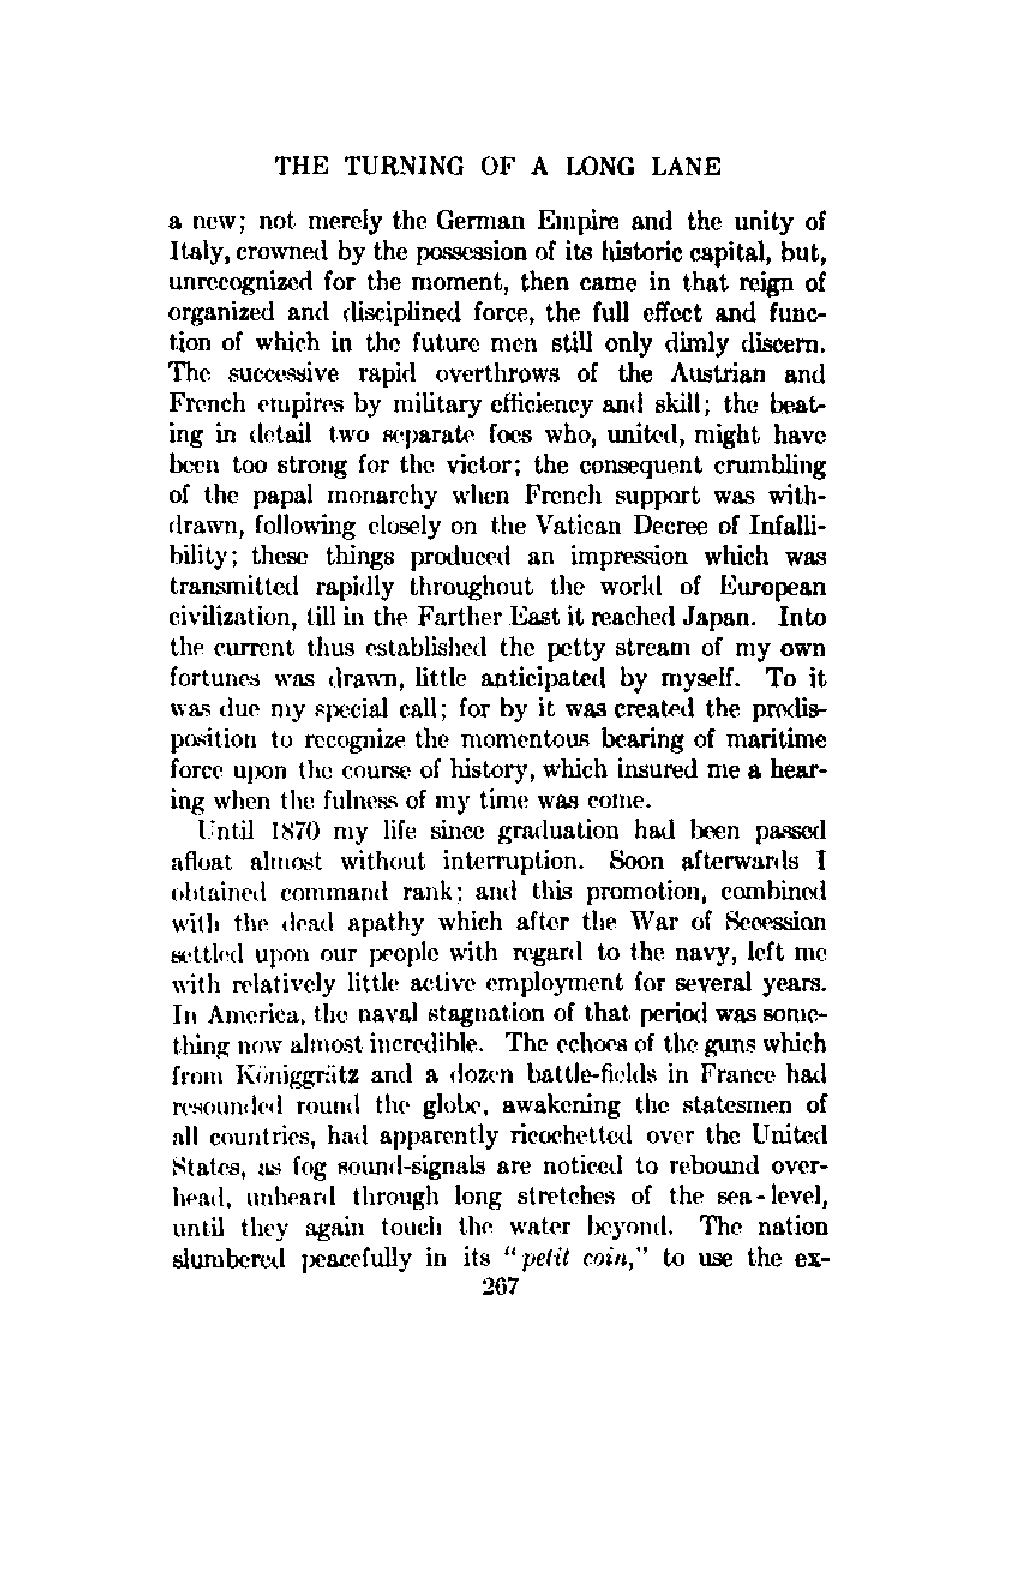 THE TURNING OF A LONG LANE
a new; not merely the German Empire and the unity of
Italy, crowned by the possession of its historic capital, but,
unrecognized for the moment, then came in that reign of
organized and disciplined force, the full effect and func-
tion of which in the future men still only dimly discern.
The successive rapid overthrows of the Austrian and
French empires by military efficiency and skill; the beat-
ing in detail two separate foes who, united, might have
been too strong for the victor; the consequent crumbling
of the papal monarchy when French support was with-
drawn, following closely on the Vatican Decree of Infalli-
bility; these things produced an impression which was
transmitted rapidly throughout the world of European
civilization, till in the Farther East it reached Japan. Into
the current thus established the petty stream of my own
fortunes was drawn, little anticipated by myself. To it
was due my special call; for by it was created the predis-
position to recognize the momentous bearing of maritime
force upon the course of history, which insured me a hear-
ing when the fulness of my time was come.
Until 1870 my life since graduation had been passed
afloat almost without interruption. Soon afterwards I
obtained command rank; and this promotion, combined
with the dead apathy which after the War of Secession
settled upon our people with regard to the navy, left me
with relatively little active employment for several years.
In America, the naval stagnation of that period was some-
thing now almost incredible. The echoes of the guns which
from Königgrätz and a dozen battle-fields in France had
resounded round the globe, awakening the statesmen of
all countries, had apparently ricochetted over the United
States, as fog sound-signals are noticed to rebound over-
head, unheard through long stretches of the sea-level,
until they again touch the water beyond. The nation
slumbered peacefully in its "petit coin," to use the ex-
267